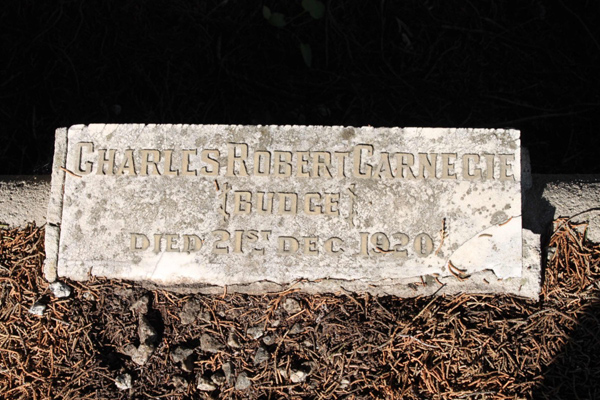 CHARLES ROBERT CARNEGIE
(BUDGE)
DIED 21ST DEC 1920